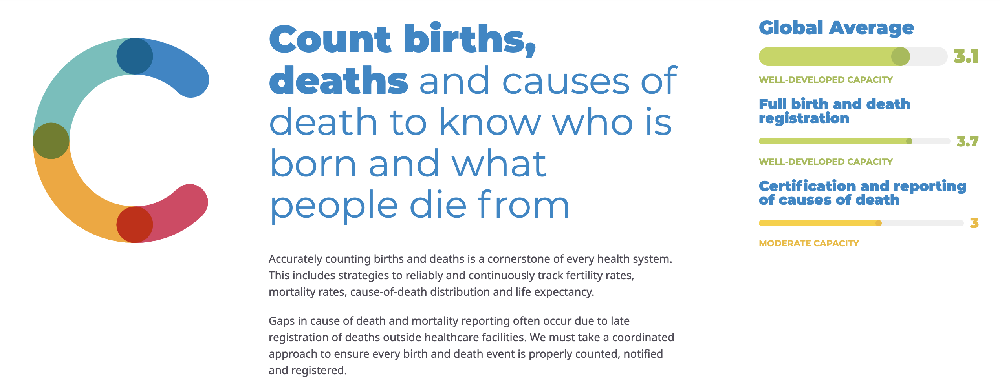 Count births,
deaths and causes of
death to know who is
born and what
people die from
Accurately counting births and deaths is a cornerstone of every health system.
This includes strategies to reliably and continuously track fertility rates,
mortality rates, cause-of-death distribution and life expectancy.
Gaps in cause of death and mortality reporting often occur due to late
registration of deaths outside healthcare facilities. We must take a coordinated
approach to ensure every birth and death event is properly counted, notified
and registered.
Global Average
3.1
WELL-DEVELOPED CAPACITY
Full birth and death
registration
3.7
WELL-DEVELOPED CAPACITY
Certification and reporting
of causes of death
3
MODERATE CAPACITY